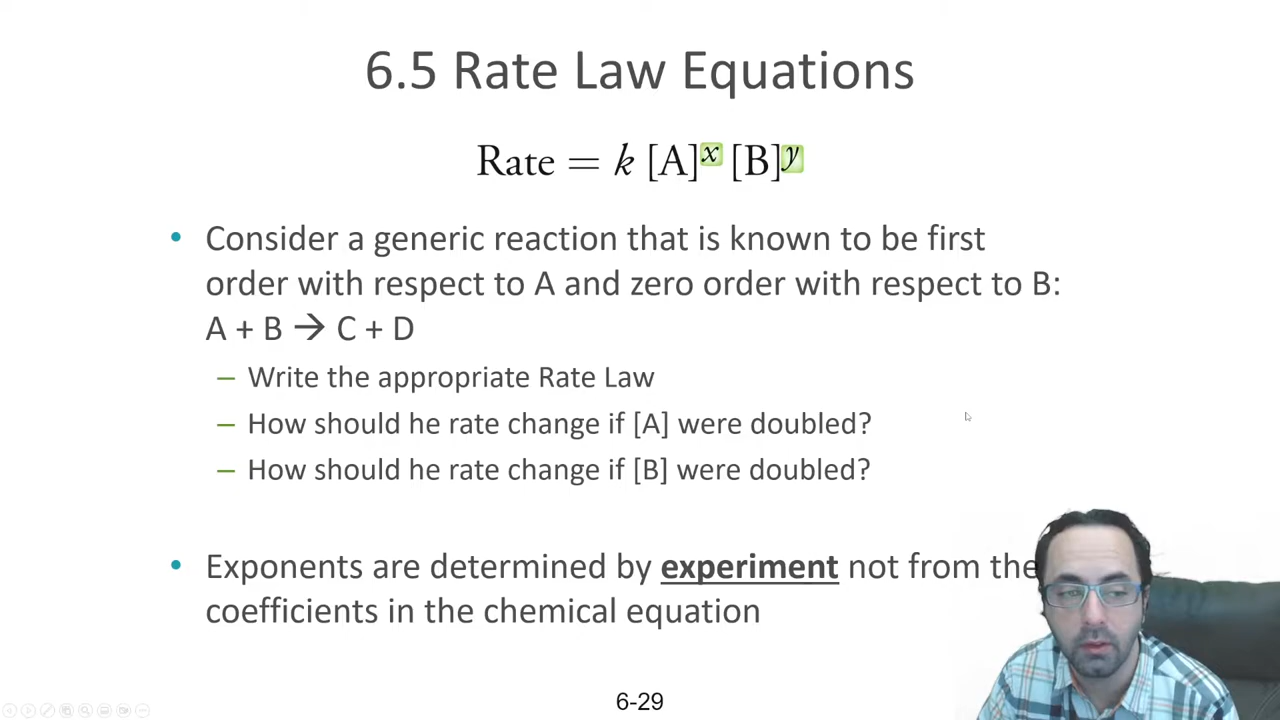 6.5 Rate Law Equations
Rate = k [A]^x [B]^y
• Consider a generic reaction that is known to be first
order with respect to A and zero order with respect to B:
A + B → C + D
– Write the appropriate Rate Law
– How should he rate change if [A] were doubled?
– How should he rate change if [B] were doubled?
• Exponents are determined by experiment not from the
coefficients in the chemical equation
6-29